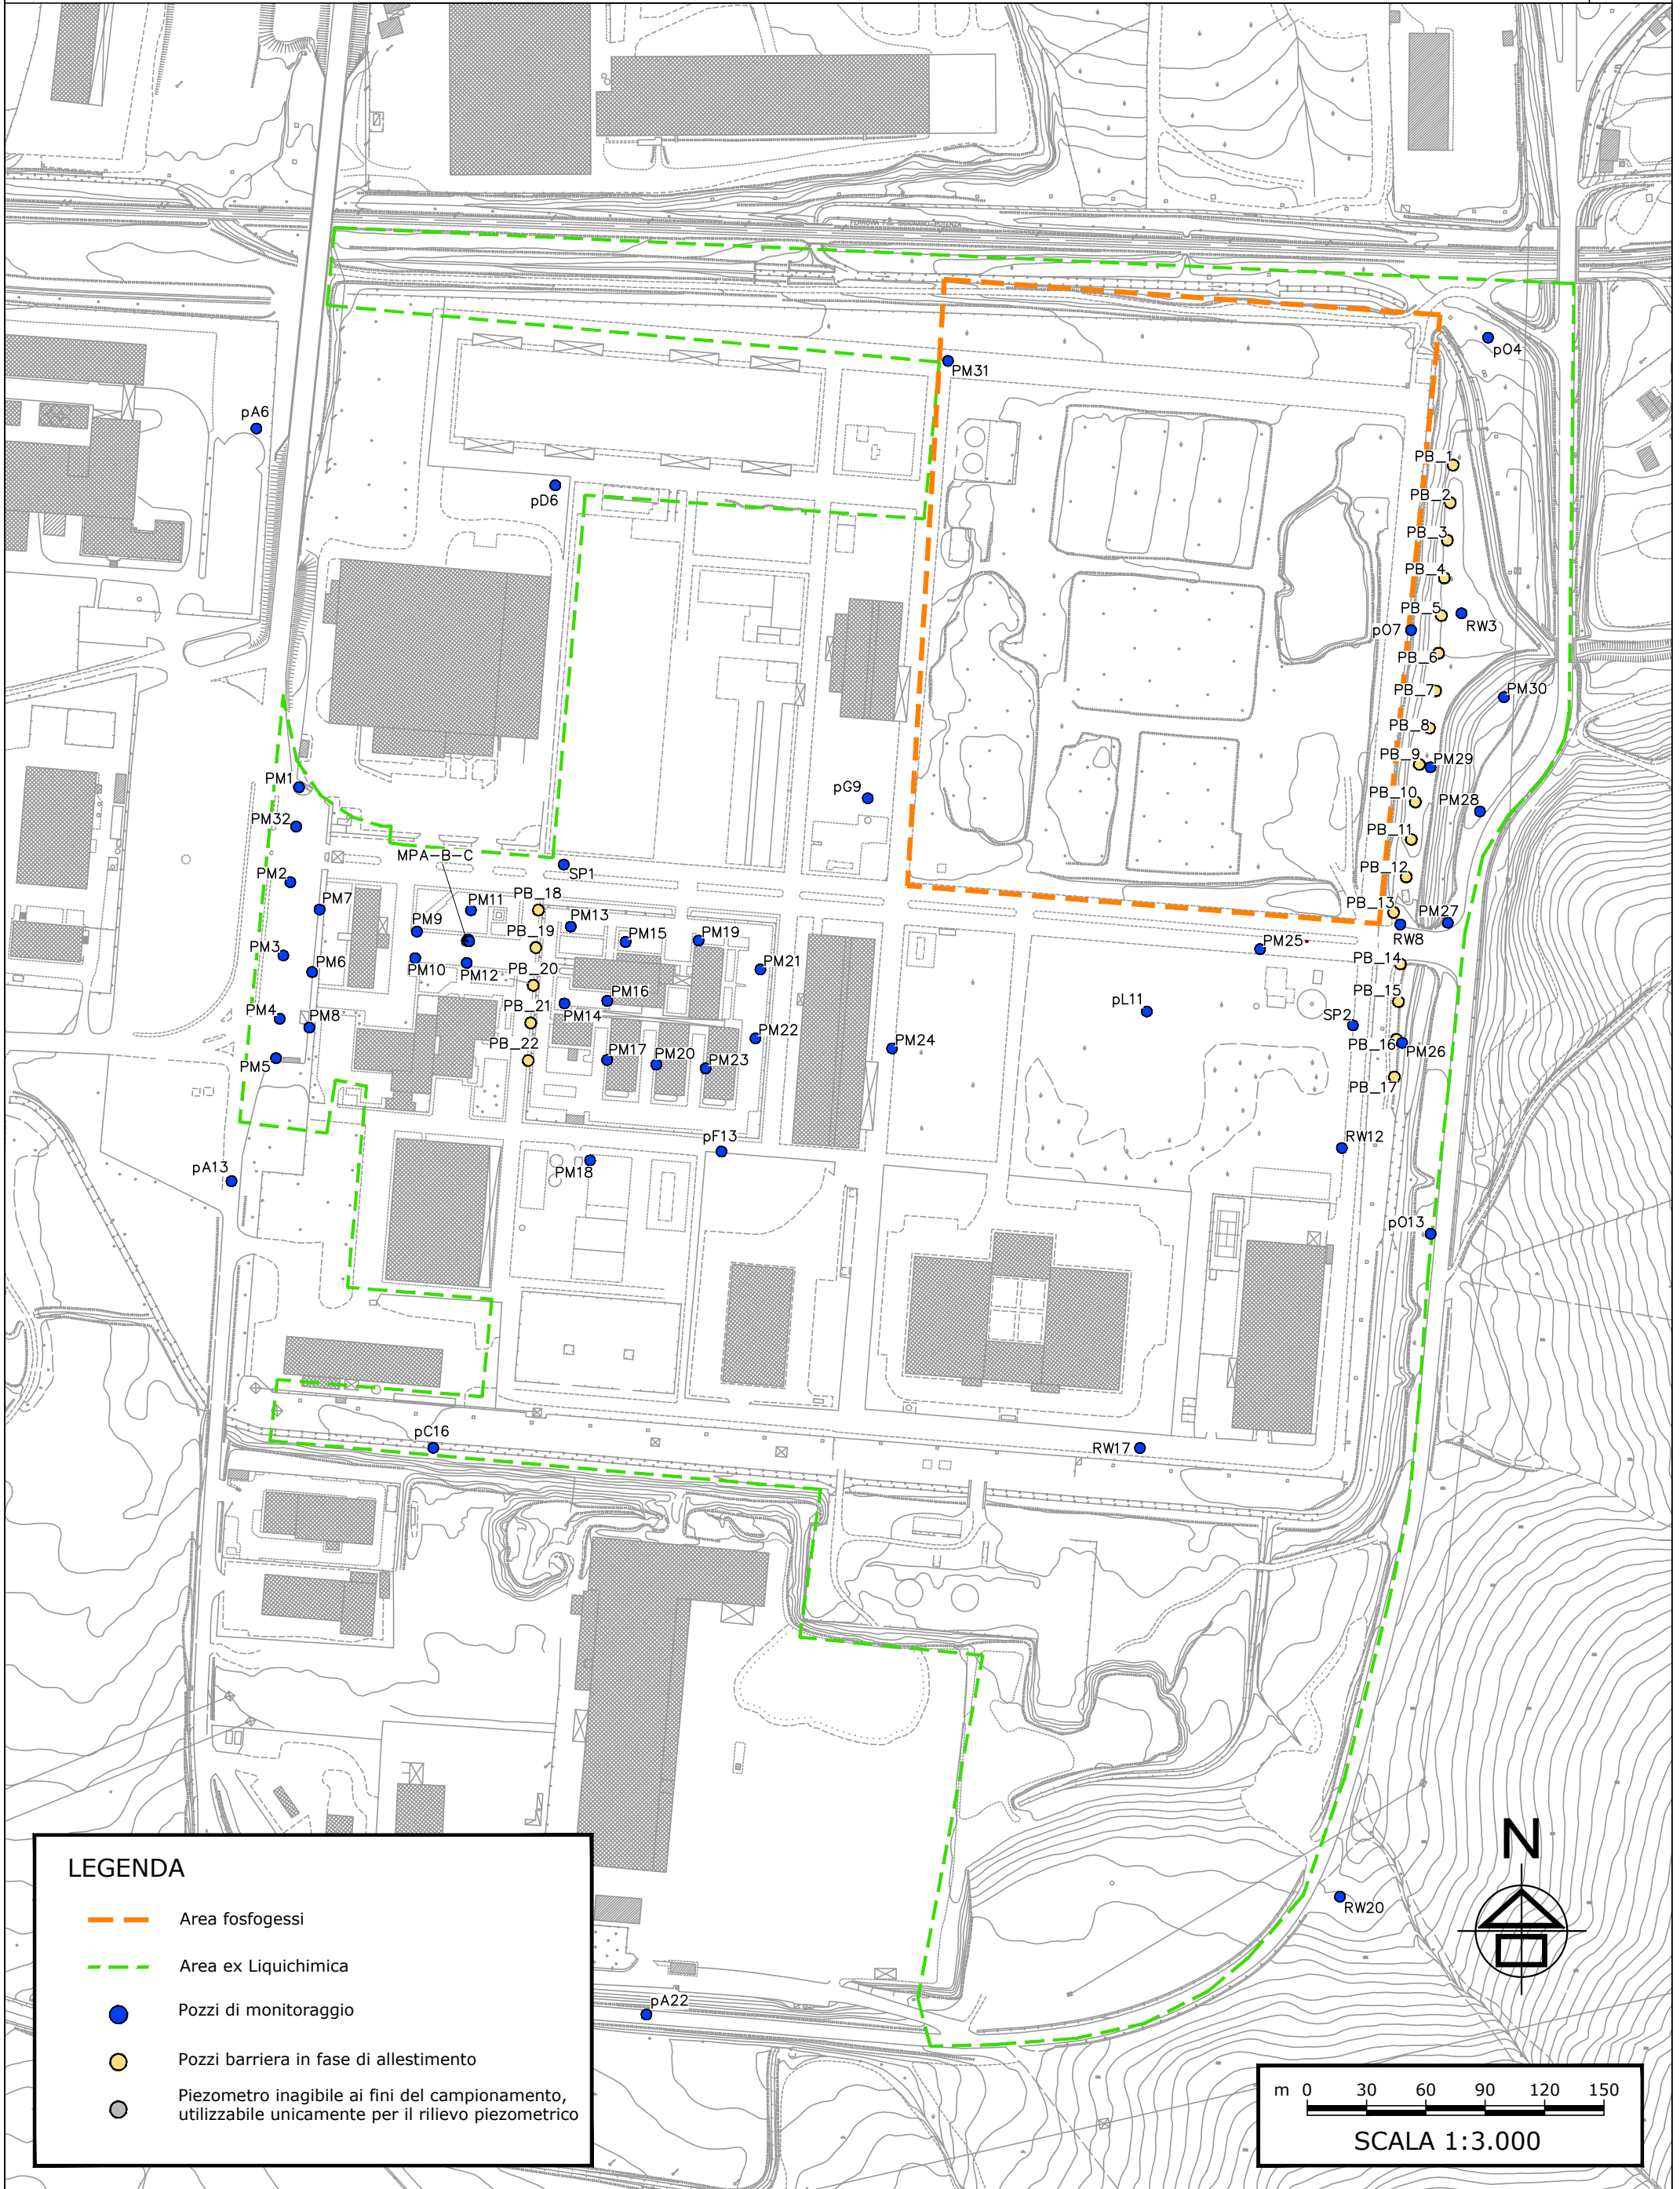 FERROVIA
pO4
PM31
pA6
PB_1
pD6
PB_2
PB_3
PB_4
PB_5
RW3
pO7
PB_6
PB_7
PM30
PB_8
PB_9
PM29
PM1
pG9
PB_10
PM28
PM32
PB_11
MPA-B-C
SP1
PB_12
PM2
PM7
PM11
PB_18
PB_13
PM9
PM13
PM15
PM19
PM27
RW8
PB_19
PM25
PM3
PM6
PM10
PM12
PB_20
PM21
PB_14
PM16
PB_15
PM4
PM8
PB_21
PM14
pL11
SP2
PM22
PB_22
PM24
PB_16
PM26
PM5
PM17
PM20
PM23
PB_17
pF13
RW12
pA13
PM18
pO13
pC16
RW17
RW20
pA22
N
LEGENDA
Area fosfogessi
Area ex Liquichimica
Pozzi di monitoraggio
Pozzi barriera in fase di allestimento
Piezometro inagibile ai fini del campionamento,
utilizzabile unicamente per il rilievo piezometrico
m 0 30 60 90 120 150
SCALA 1:3.000